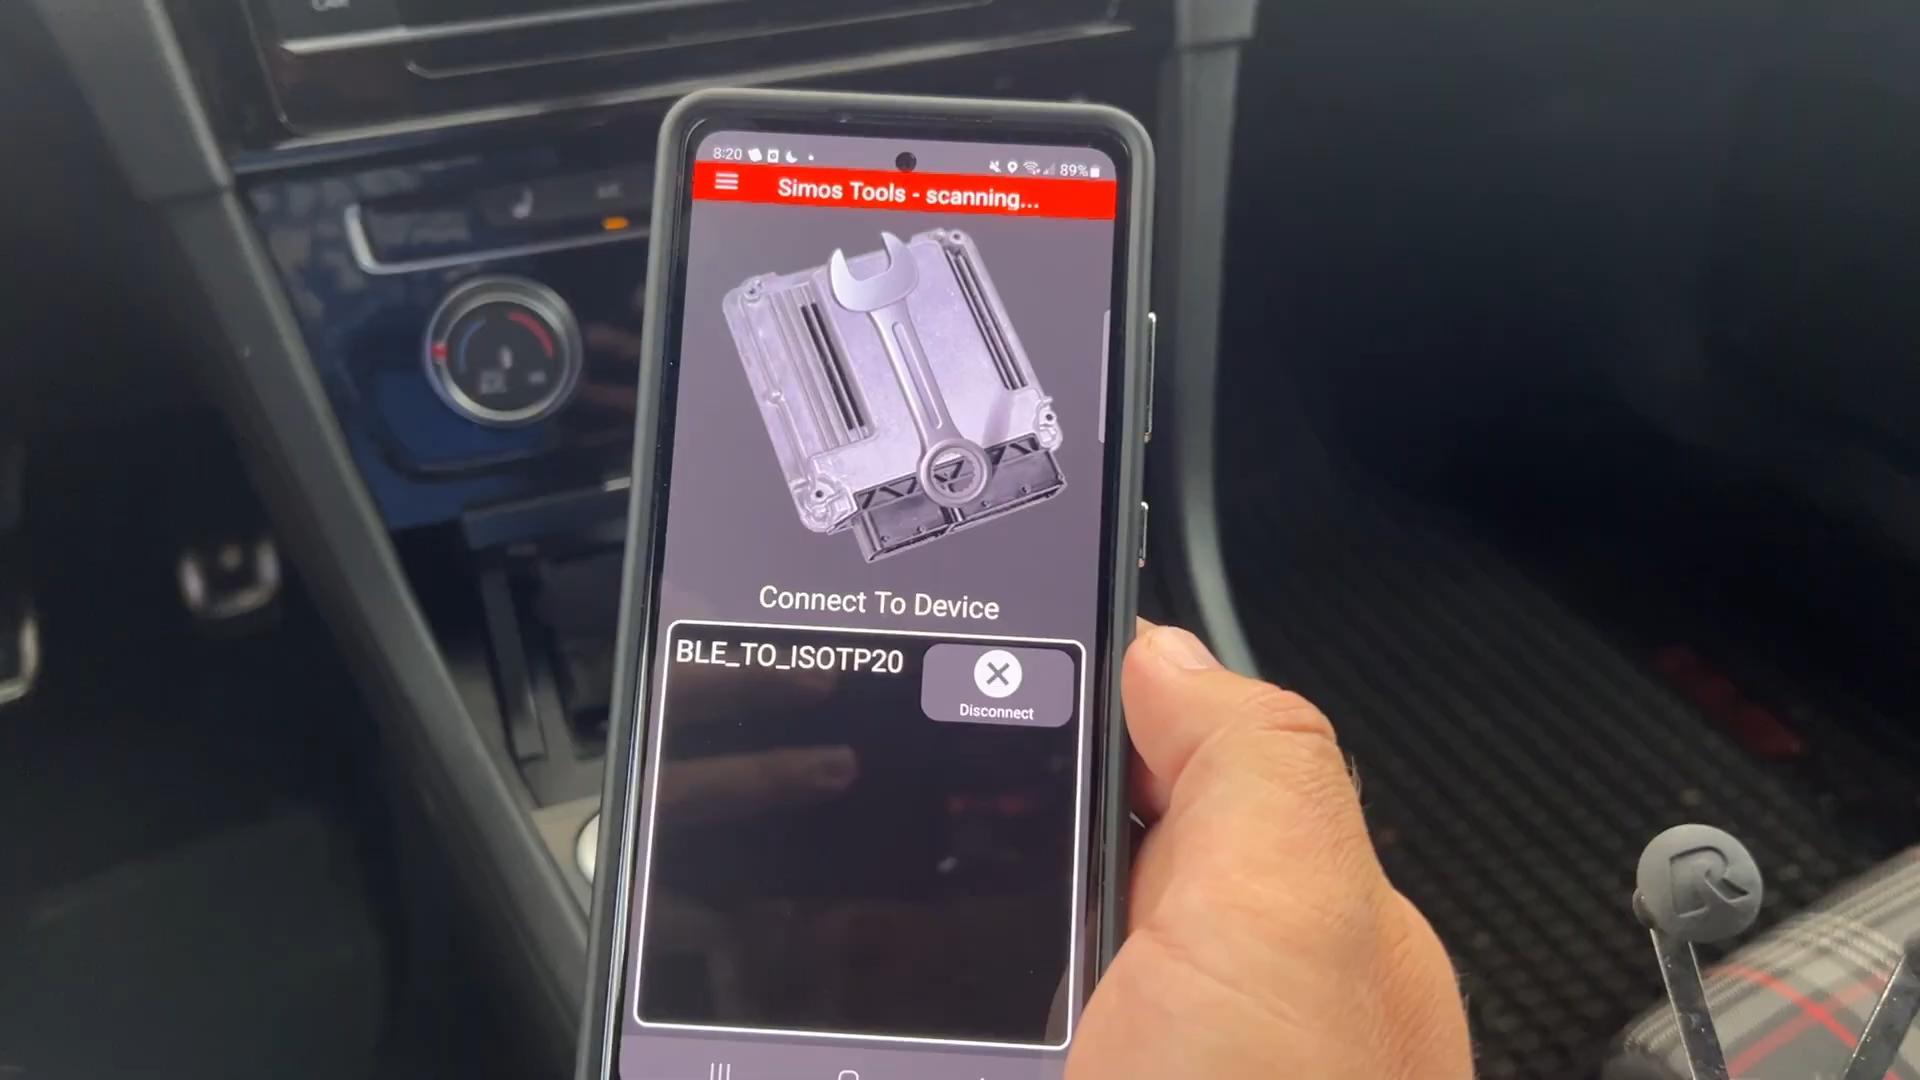 8:20 89%
Simos Tools - scanning...
Connect To Device
BLE_TO_ISOTP20
Disconnect
R